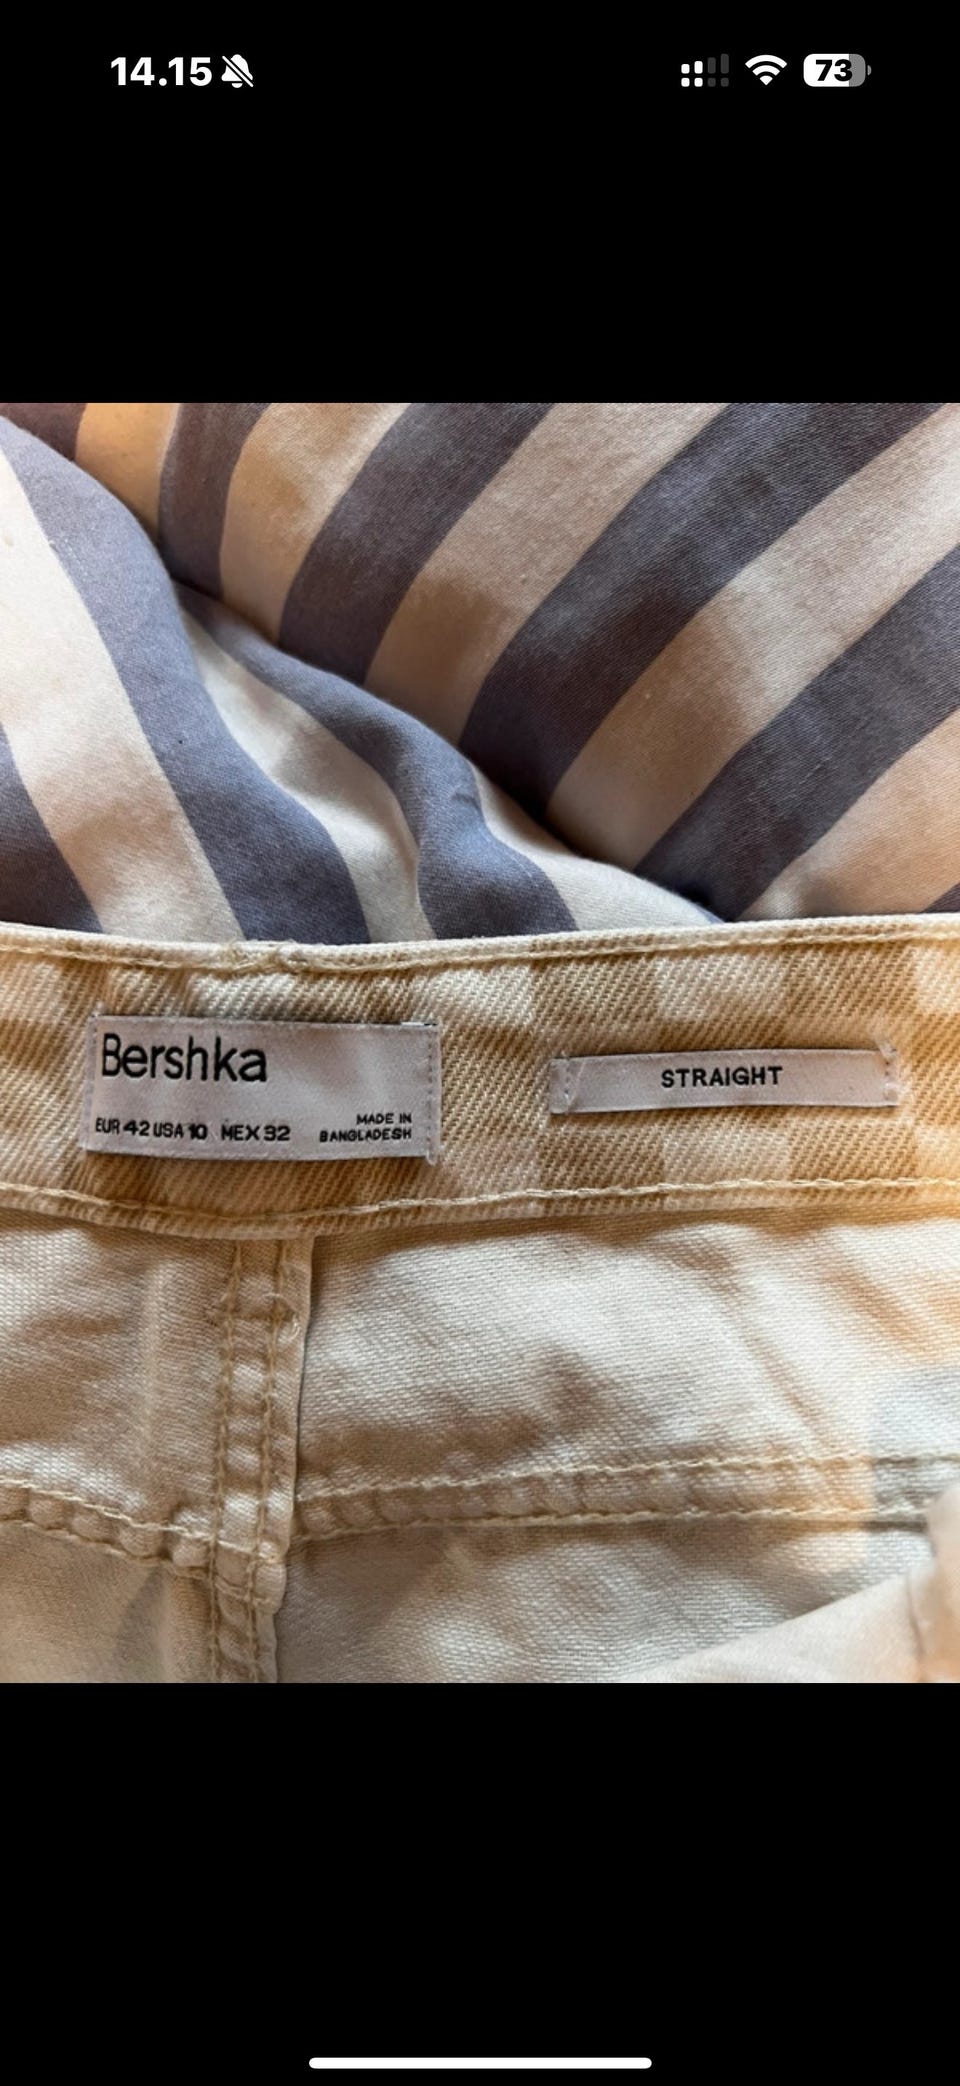 14.15
73
Bershka
EUR 42 USA 10 MEX 32
MADE IN
BANGLADESH
STRAIGHT